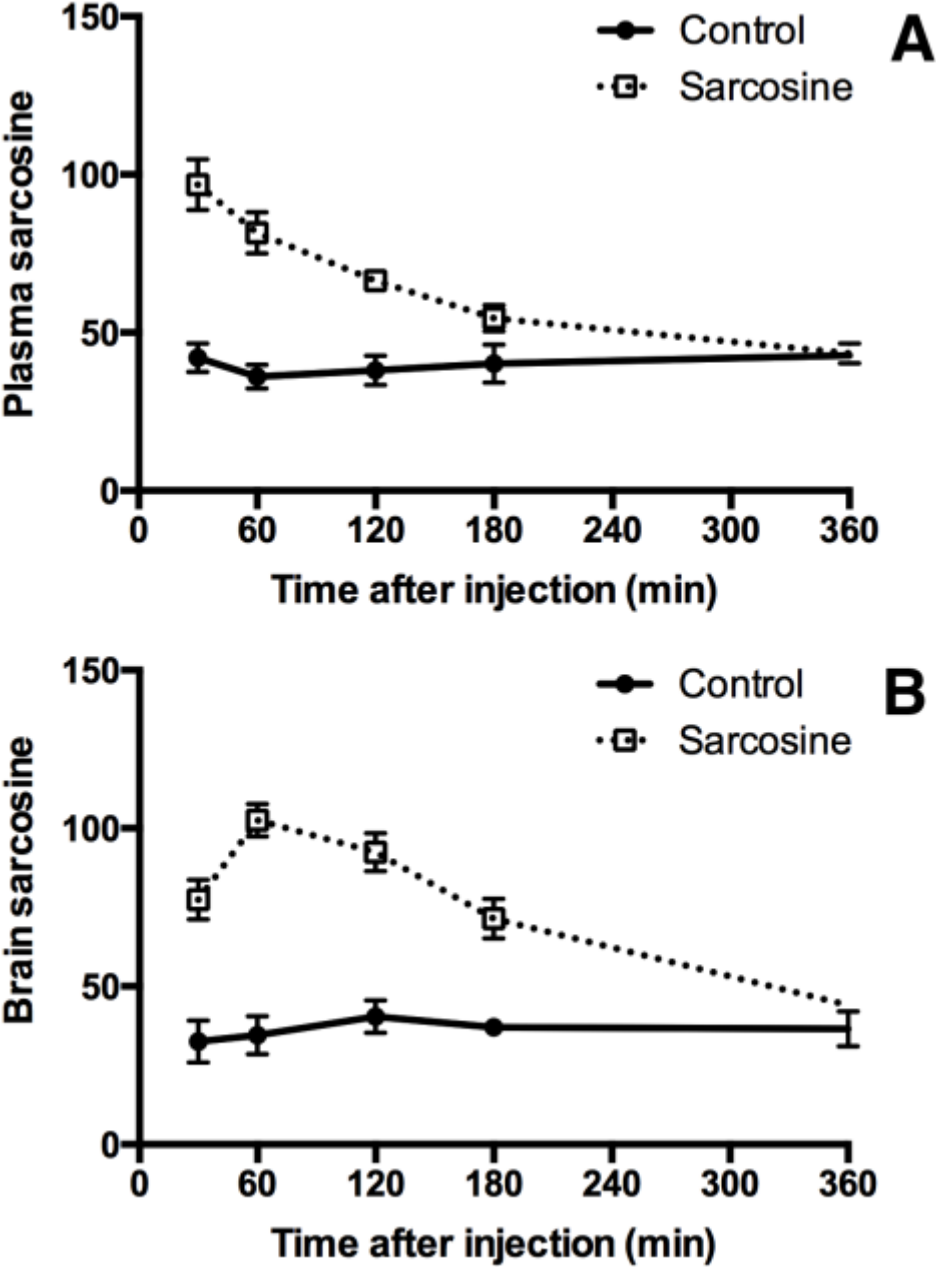 A
Control
Sarcosine
Plasma sarcosine
150
100
50
0
0 60 120 180 240 300 360
Time after injection (min)
B
Control
Sarcosine
Brain sarcosine
150
100
50
0
0 60 120 180 240 300 360
Time after injection (min)